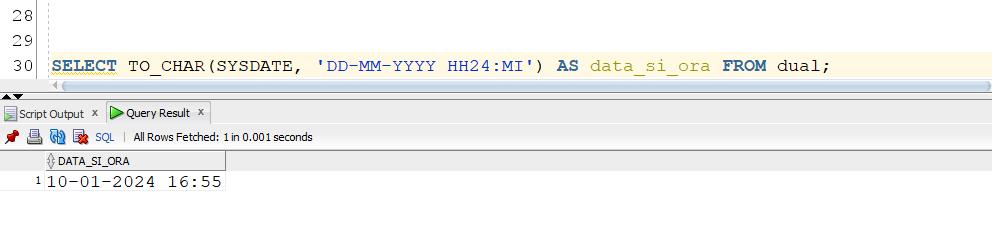 28
29
30 SELECT TO_CHAR(SYSDATE, 'DD-MM-YYYY HH24:MI') AS data_si_ora FROM dual;
Script Output x Query Result x
SQL | All Rows Fetched: 1 in 0.001 seconds
DATA_SI_ORA
1 10-01-2024 16:55